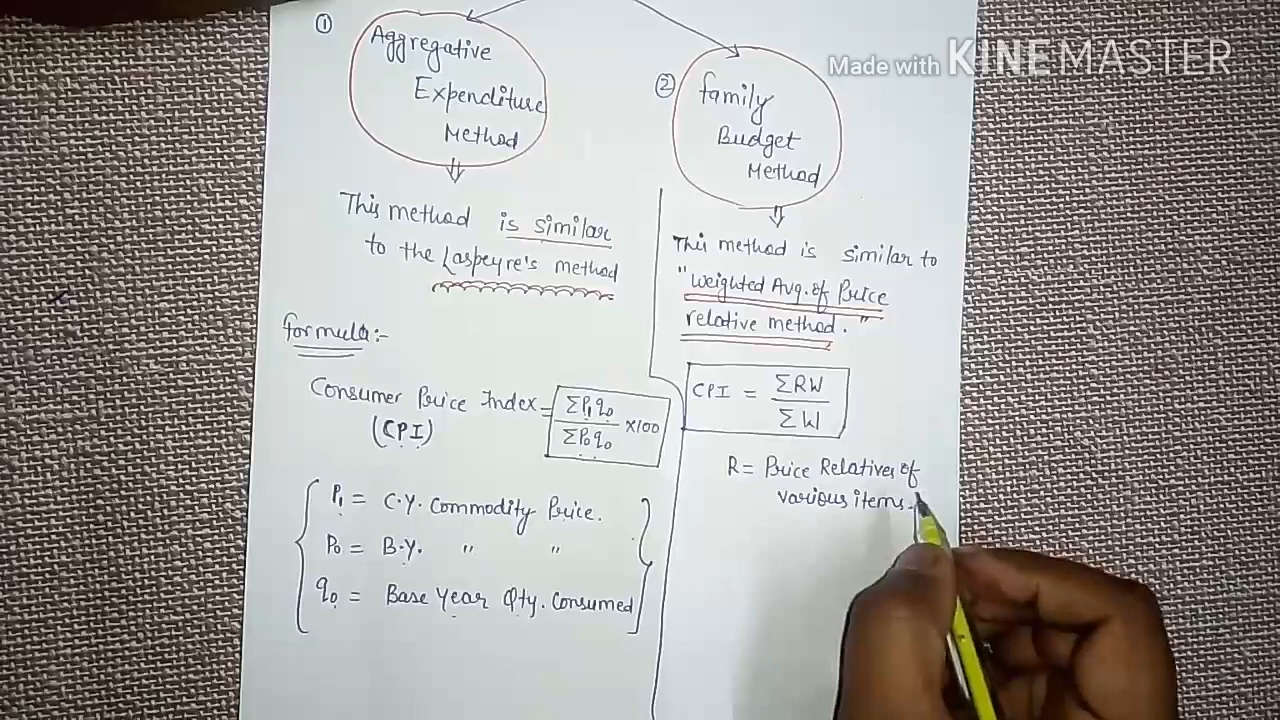 Made with KINEMASTER
①
Aggregative
Expenditure
Method
This method is similar
to the Laspeyre's method
formula:-
Consumer Price Index = ΣP₁q₀ / ΣP₀q₀ ×100
(CPI)
P₁ = C.Y. Commodity Price.
P₀ = B.Y. " "
q₀ = Base Year Qty. Consumed
②
family
Budget
Method
This method is similar to
"Weighted Avg. of Price
relative method."
CPI = ΣRW / ΣW
R = Price Relatives of
various items.